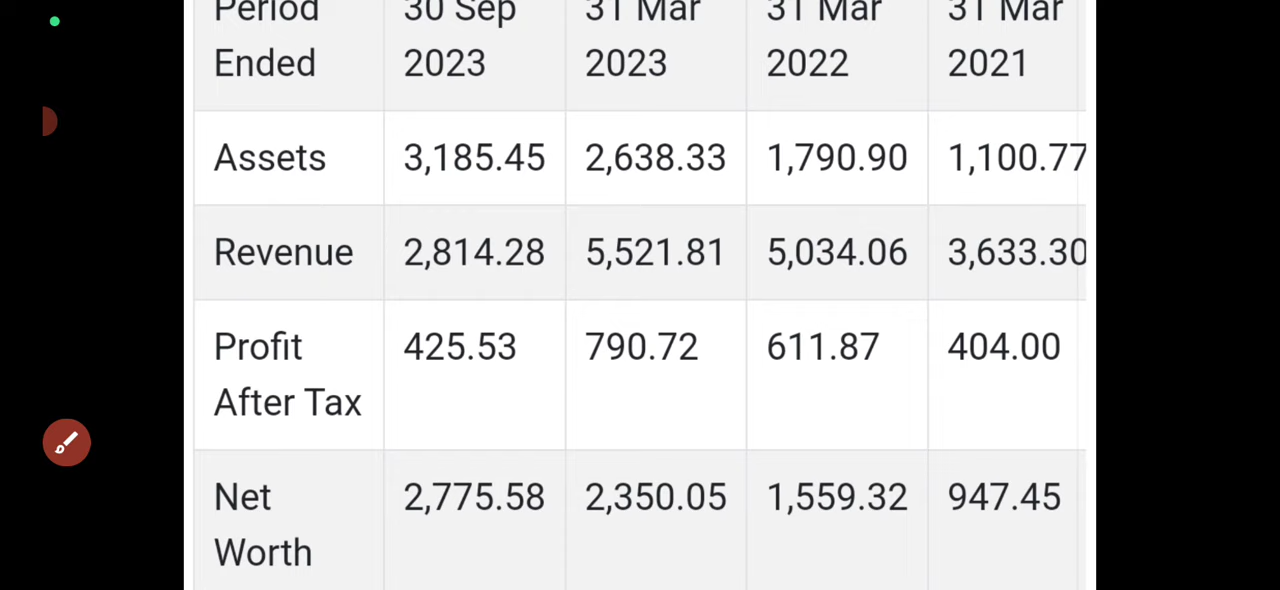 Period 30 Sep 31 Mar 31 Mar 31 Mar
Ended 2023 2023 2022 2021
Assets 3,185.45 2,638.33 1,790.90 1,100.77
Revenue 2,814.28 5,521.81 5,034.06 3,633.30
Profit 425.53 790.72 611.87 404.00
After Tax
Net 2,775.58 2,350.05 1,559.32 947.45
Worth